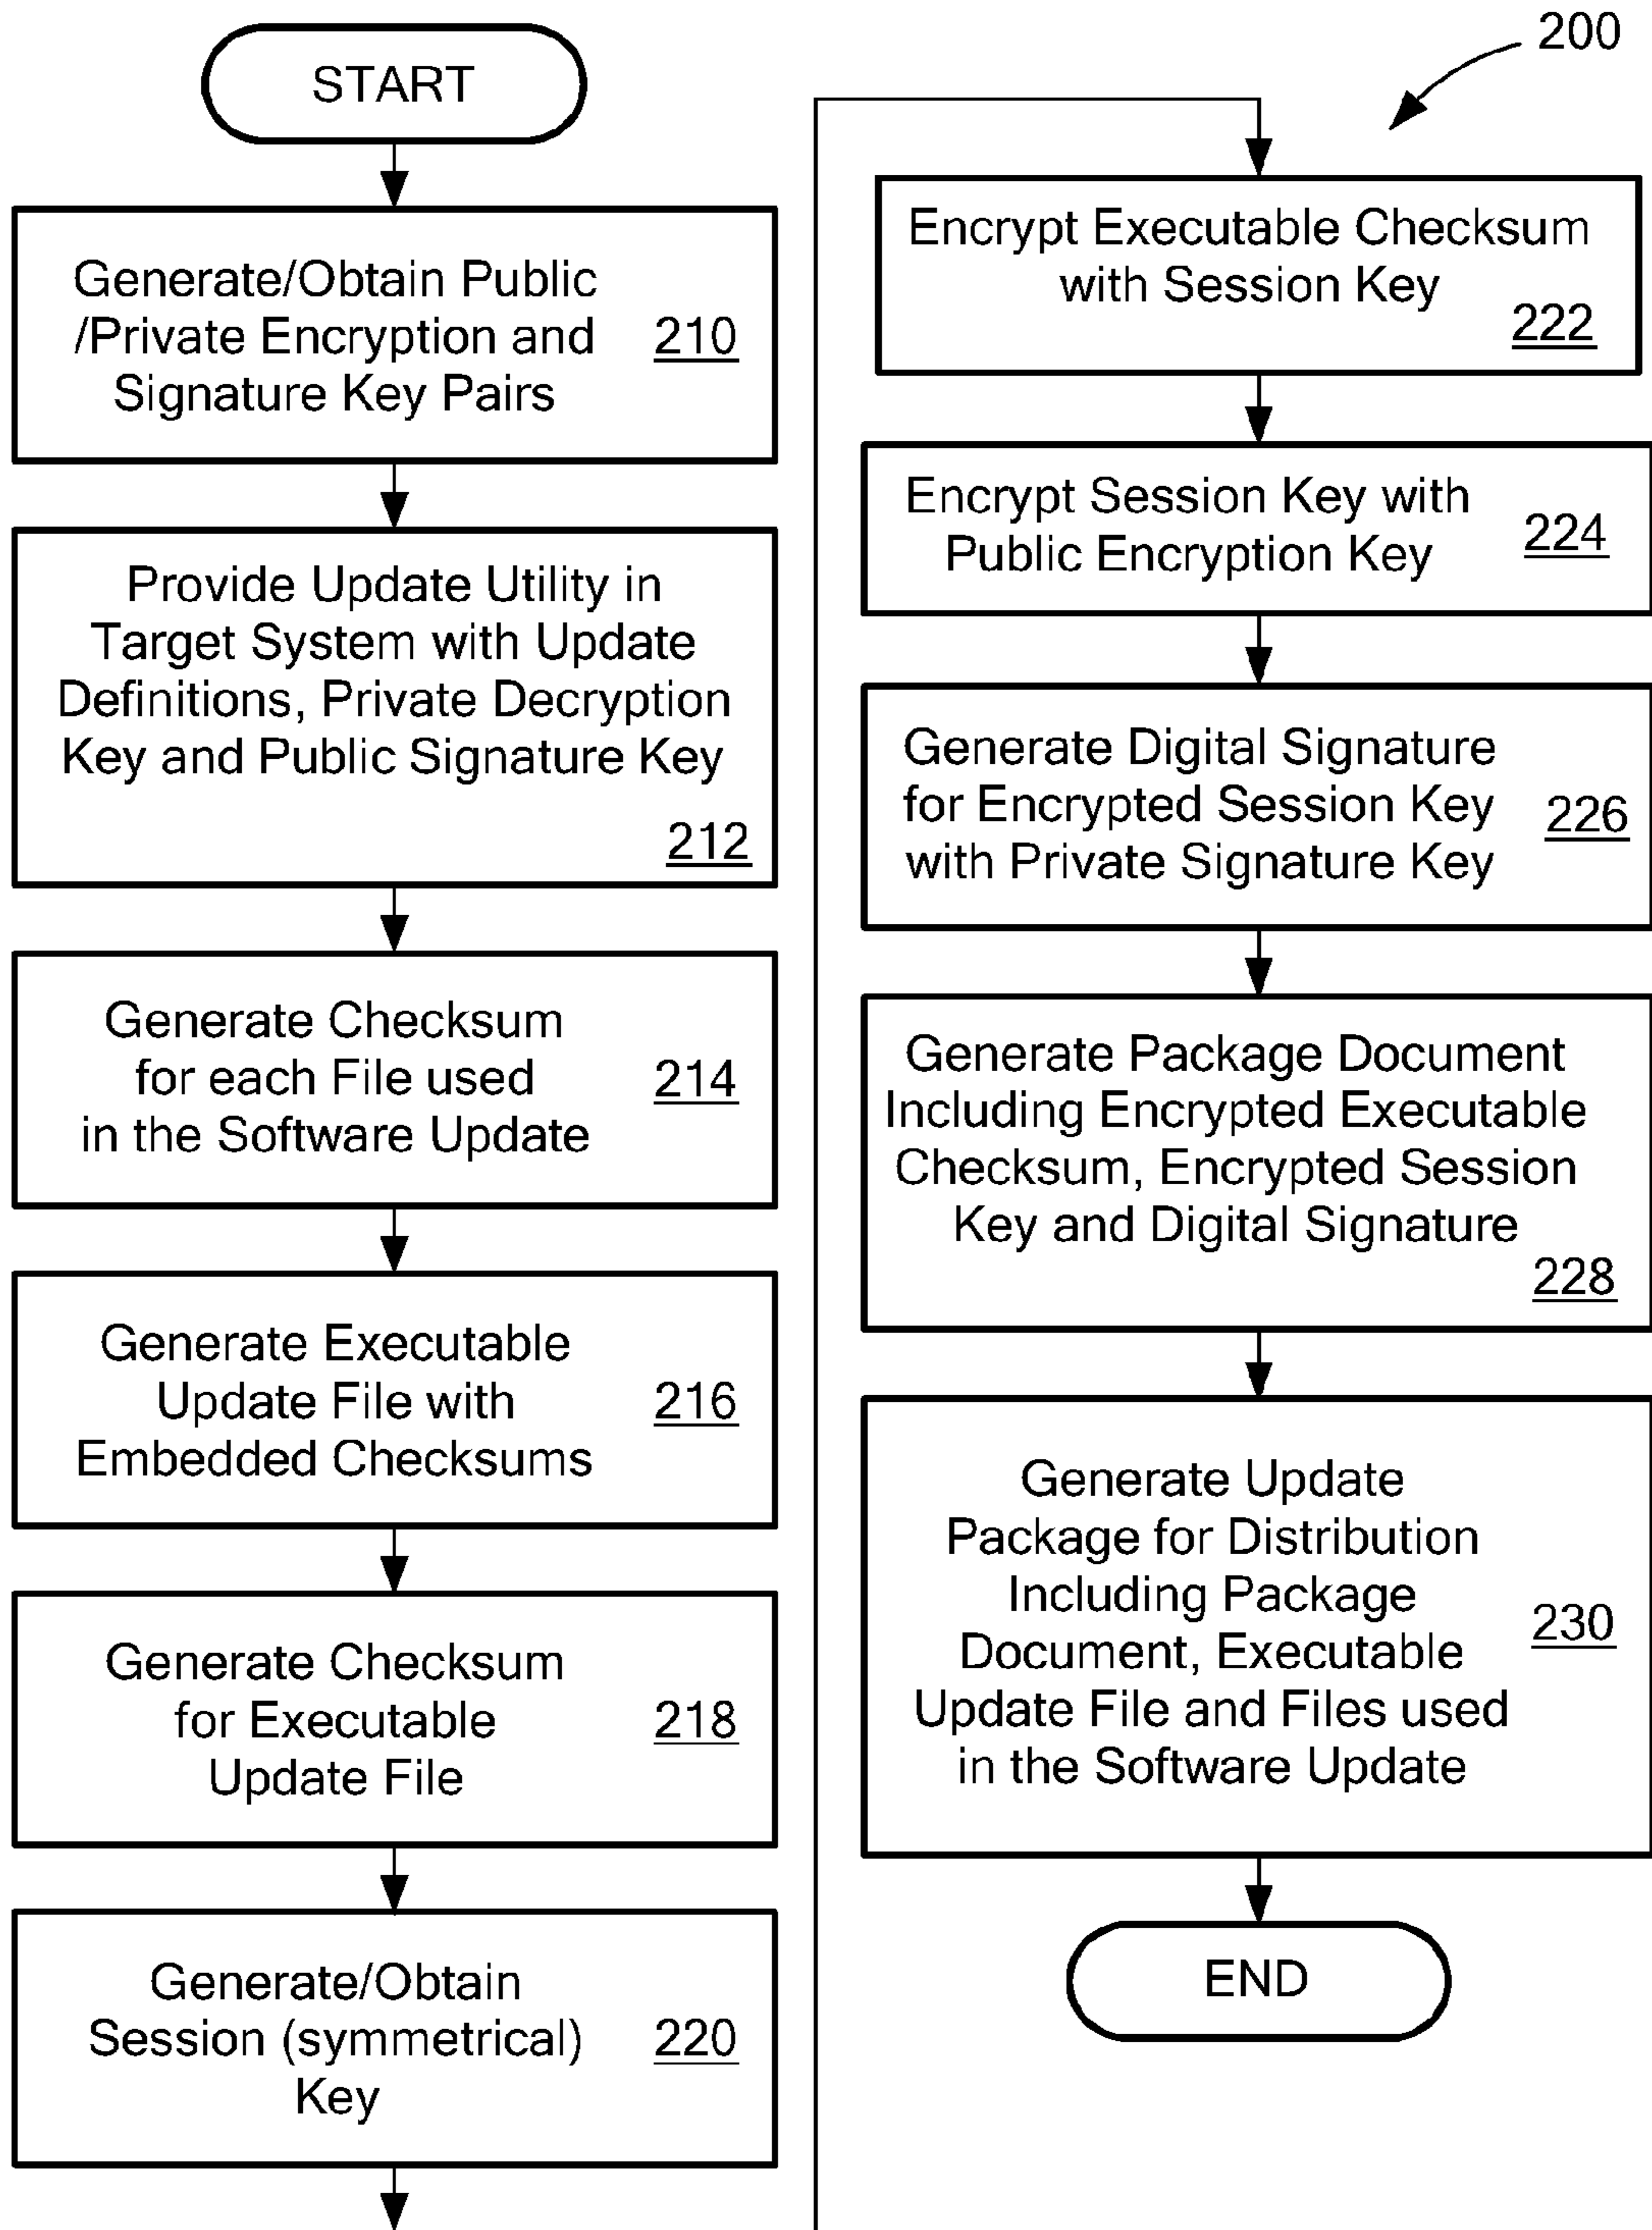 START
Generate/Obtain Public
/Private Encryption and
Signature Key Pairs
210
Provide Update Utility in
Target System with Update
Definitions, Private Decryption
Key and Public Signature Key
212
Generate Checksum
for each File used
in the Software Update
214
Generate Executable
Update File with
Embedded Checksums
216
Generate Checksum
for Executable
Update File
218
Generate/Obtain
Session (symmetrical)
Key
220
200
Encrypt Executable Checksum
with Session Key
222
Encrypt Session Key with
Public Encryption Key
224
Generate Digital Signature
for Encrypted Session Key
with Private Signature Key
226
Generate Package Document
Including Encrypted Executable
Checksum, Encrypted Session
Key and Digital Signature
228
Generate Update
Package for Distribution
Including Package
Document, Executable
Update File and Files used
in the Software Update
230
END